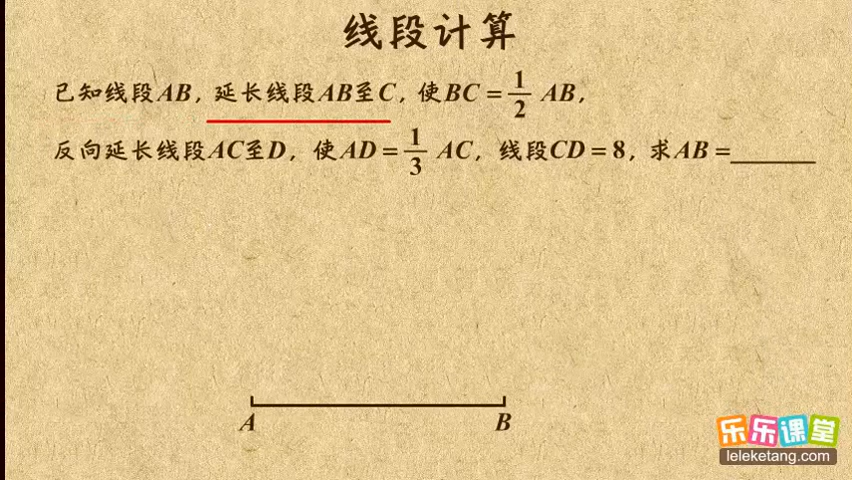 线段计算
已知线段AB，延长线段AB至C，使BC = 1/2 AB，
反向延长线段AC至D，使AD = 1/3 AC，线段CD = 8，求AB =______
A B
乐乐课堂
leleketang.com